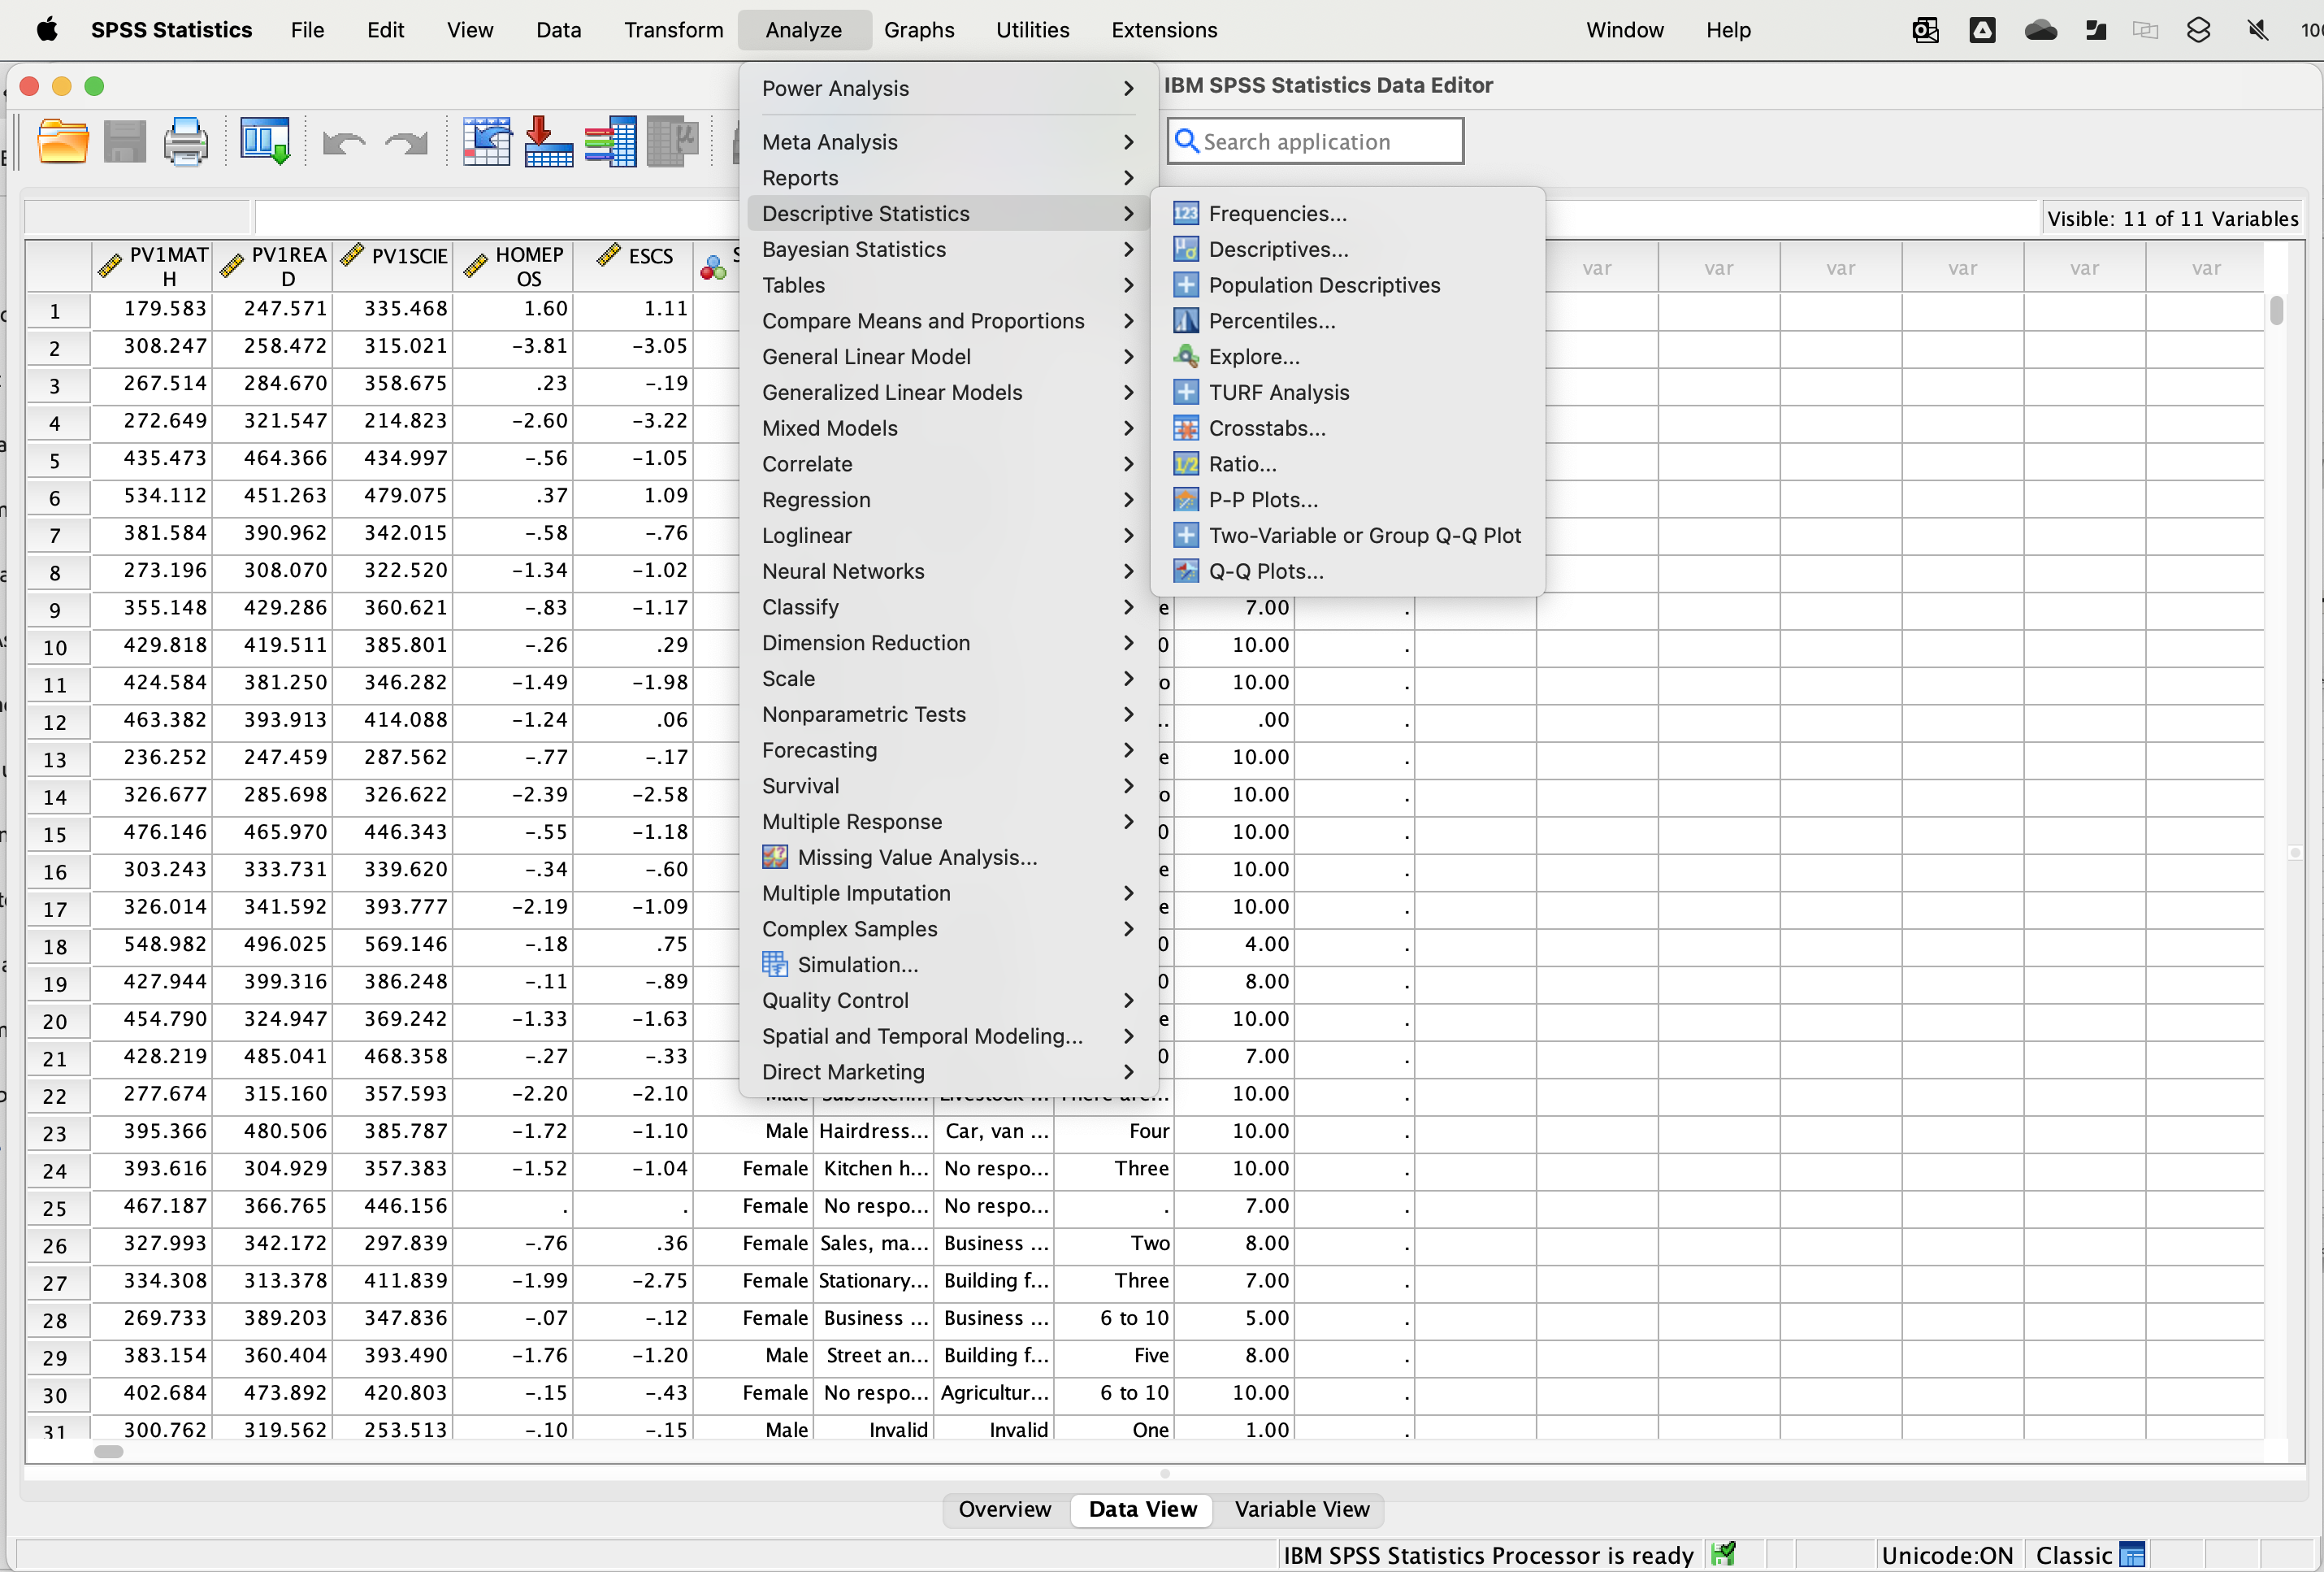 SPSS Statistics File Edit View Data Transform Analyze Graphs Utilities Extensions Window Help
IBM SPSS Statistics Data Editor
Search application
Visible: 11 of 11 Variables
Power Analysis
Meta Analysis
Reports
Descriptive Statistics
Bayesian Statistics
Tables
Compare Means and Proportions
General Linear Model
Generalized Linear Models
Mixed Models
Correlate
Regression
Loglinear
Neural Networks
Classify
Dimension Reduction
Scale
Nonparametric Tests
Forecasting
Survival
Multiple Response
Missing Value Analysis...
Multiple Imputation
Complex Samples
Simulation...
Quality Control
Spatial and Temporal Modeling...
Direct Marketing
Frequencies...
Descriptives...
Population Descriptives
Percentiles...
Explore...
TURF Analysis
Crosstabs...
Ratio...
P-P Plots...
Two-Variable or Group Q-Q Plot
Q-Q Plots...
PV1MATH PV1READ PV1SCIE HOMEPOS ESCS var var var var var var
1 179.583 247.571 335.468 1.60 1.11
2 308.247 258.472 315.021 -3.81 -3.05
3 267.514 284.670 358.675 .23 -.19
4 272.649 321.547 214.823 -2.60 -3.22
5 435.473 464.366 434.997 -.56 -1.05
6 534.112 451.263 479.075 .37 1.09
7 381.584 390.962 342.015 -.58 -.76
8 273.196 308.070 322.520 -1.34 -1.02
9 355.148 429.286 360.621 -.83 -1.17 e 7.00 .
10 429.818 419.511 385.801 -.26 .29 0 10.00 .
11 424.584 381.250 346.282 -1.49 -1.98 o 10.00 .
12 463.382 393.913 414.088 -1.24 .06 .. .00 .
13 236.252 247.459 287.562 -.77 -.17 e 10.00 .
14 326.677 285.698 326.622 -2.39 -2.58 o 10.00 .
15 476.146 465.970 446.343 -.55 -1.18 0 10.00 .
16 303.243 333.731 339.620 -.34 -.60 e 10.00 .
17 326.014 341.592 393.777 -2.19 -1.09 e 10.00 .
18 548.982 496.025 569.146 -.18 .75 0 4.00 .
19 427.944 399.316 386.248 -.11 -.89 0 8.00 .
20 454.790 324.947 369.242 -1.33 -1.63 e 10.00 .
21 428.219 485.041 468.358 -.27 -.33 0 7.00 .
22 277.674 315.160 357.593 -2.20 -2.10 10.00 .
23 395.366 480.506 385.787 -1.72 -1.10 Male Hairdress... Car, van ... Four 10.00 .
24 393.616 304.929 357.383 -1.52 -1.04 Female Kitchen h... No respo... Three 10.00 .
25 467.187 366.765 446.156 . . Female No respo... No respo... . 7.00 .
26 327.993 342.172 297.839 -.76 .36 Female Sales, ma... Business ... Two 8.00 .
27 334.308 313.378 411.839 -1.99 -2.75 Female Stationary... Building f... Three 7.00 .
28 269.733 389.203 347.836 -.07 -.12 Female Business ... Business ... 6 to 10 5.00 .
29 383.154 360.404 393.490 -1.76 -1.20 Male Street an... Building f... Five 8.00 .
30 402.684 473.892 420.803 -.15 -.43 Female No respo... Agricultur... 6 to 10 10.00 .
31 300.762 319.562 253.513 -.10 -.15 Male Invalid Invalid One 1.00 .
Overview Data View Variable View
IBM SPSS Statistics Processor is ready Unicode:ON Classic